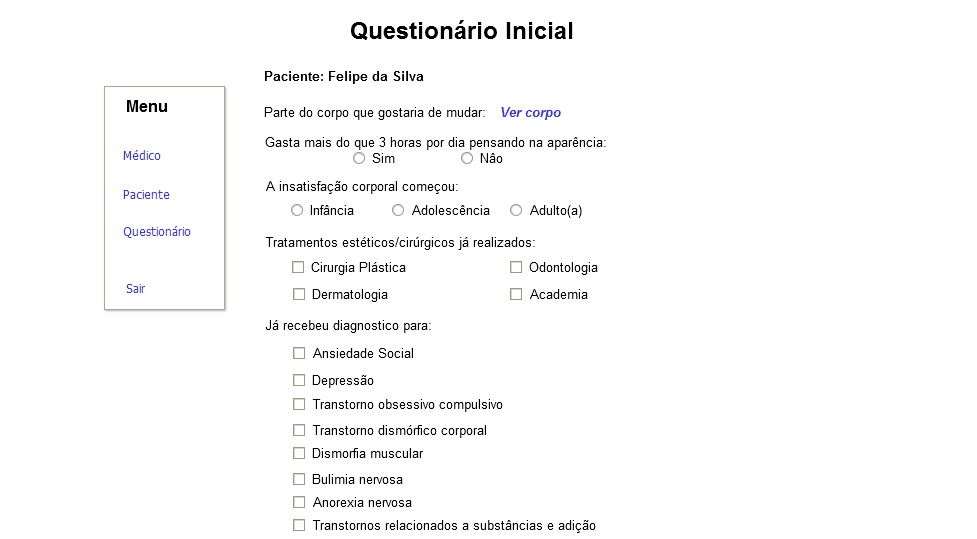 Questionário Inicial
Paciente: Felipe da Silva
Menu
Médico
Paciente
Questionário
Sair
Parte do corpo que gostaria de mudar: Ver corpo
Gasta mais do que 3 horas por dia pensando na aparência:
Sim Não
A insatisfação corporal começou:
Infância Adolescência Adulto(a)
Tratamentos estéticos/cirúrgicos já realizados:
Cirurgia Plástica Odontologia
Dermatologia Academia
Já recebeu diagnostico para:
Ansiedade Social
Depressão
Transtorno obsessivo compulsivo
Transtorno dismórfico corporal
Dismorfia muscular
Bulimia nervosa
Anorexia nervosa
Transtornos relacionados a substâncias e adição